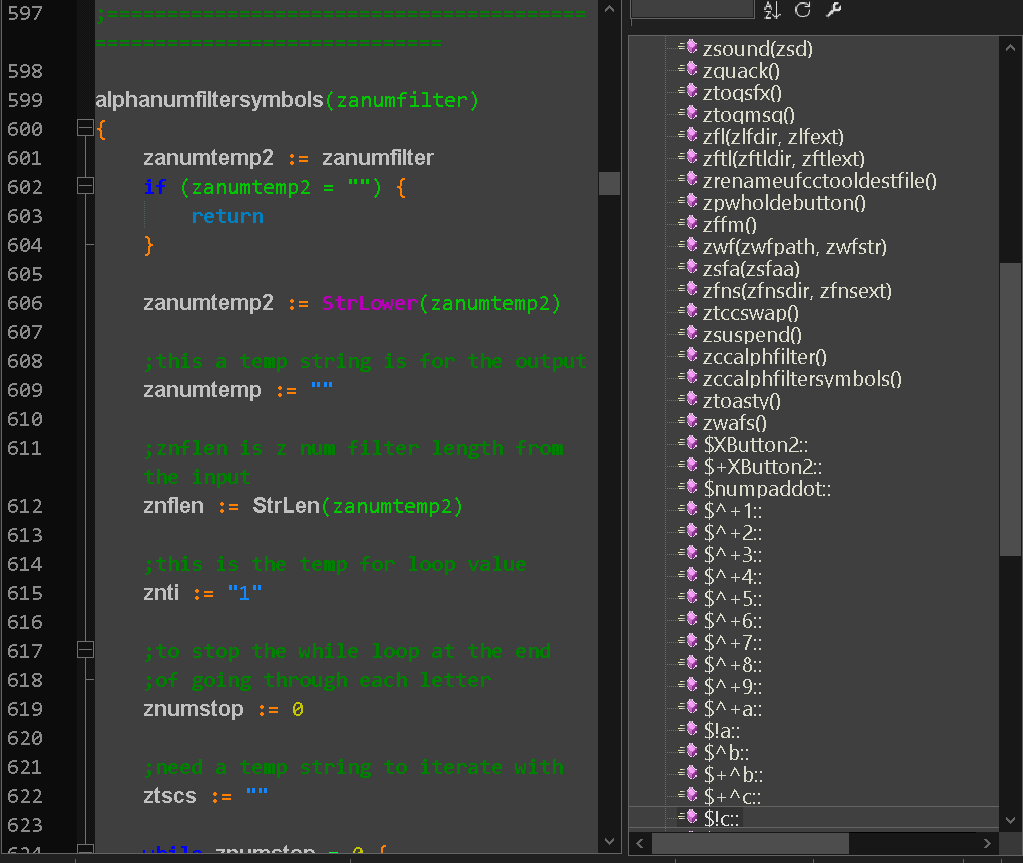 597 ;========================================
=============================
598
599 alphanumfiltersymbols(zanumfilter)
600 {
601 zanumtemp2 := zanumfilter
602 if (zanumtemp2 = "") {
603 return
604 }
605
606 zanumtemp2 := StrLower(zanumtemp2)
607
608 ;this a temp string is for the output
609 zanumtemp := ""
610
611 ;znflen is z num filter length from
the input
612 znflen := StrLen(zanumtemp2)
613
614 ;this is the temp for loop value
615 znti := "1"
616
617 ;to stop the while loop at the end
618 ;of going through each letter
619 znumstop := 0
620
621 ;need a temp string to iterate with
622 ztscs := ""
623
624 while znumstop = 0 {
zsound(zsd)
zquack()
ztogsfx()
ztogmsg()
zfl(zlfdir, zlfext)
zftl(zftldir, zftlext)
zrenameufcctooldestfile()
zpwholdebutton()
zffm()
zwf(zwfpath, zwfstr)
zsfa(zsfaa)
zfns(zfnsdir, zfnsext)
ztccswap()
zsuspend()
zccalphfilter()
zccalphfiltersymbols()
ztoasty()
zwafs()
$XButton2::
$+XButton2::
$numpaddot::
$^+1::
$^+2::
$^+3::
$^+4::
$^+5::
$^+6::
$^+7::
$^+8::
$^+9::
$^+a::
$!a::
$^b::
$+^b::
$+^c::
$!c::